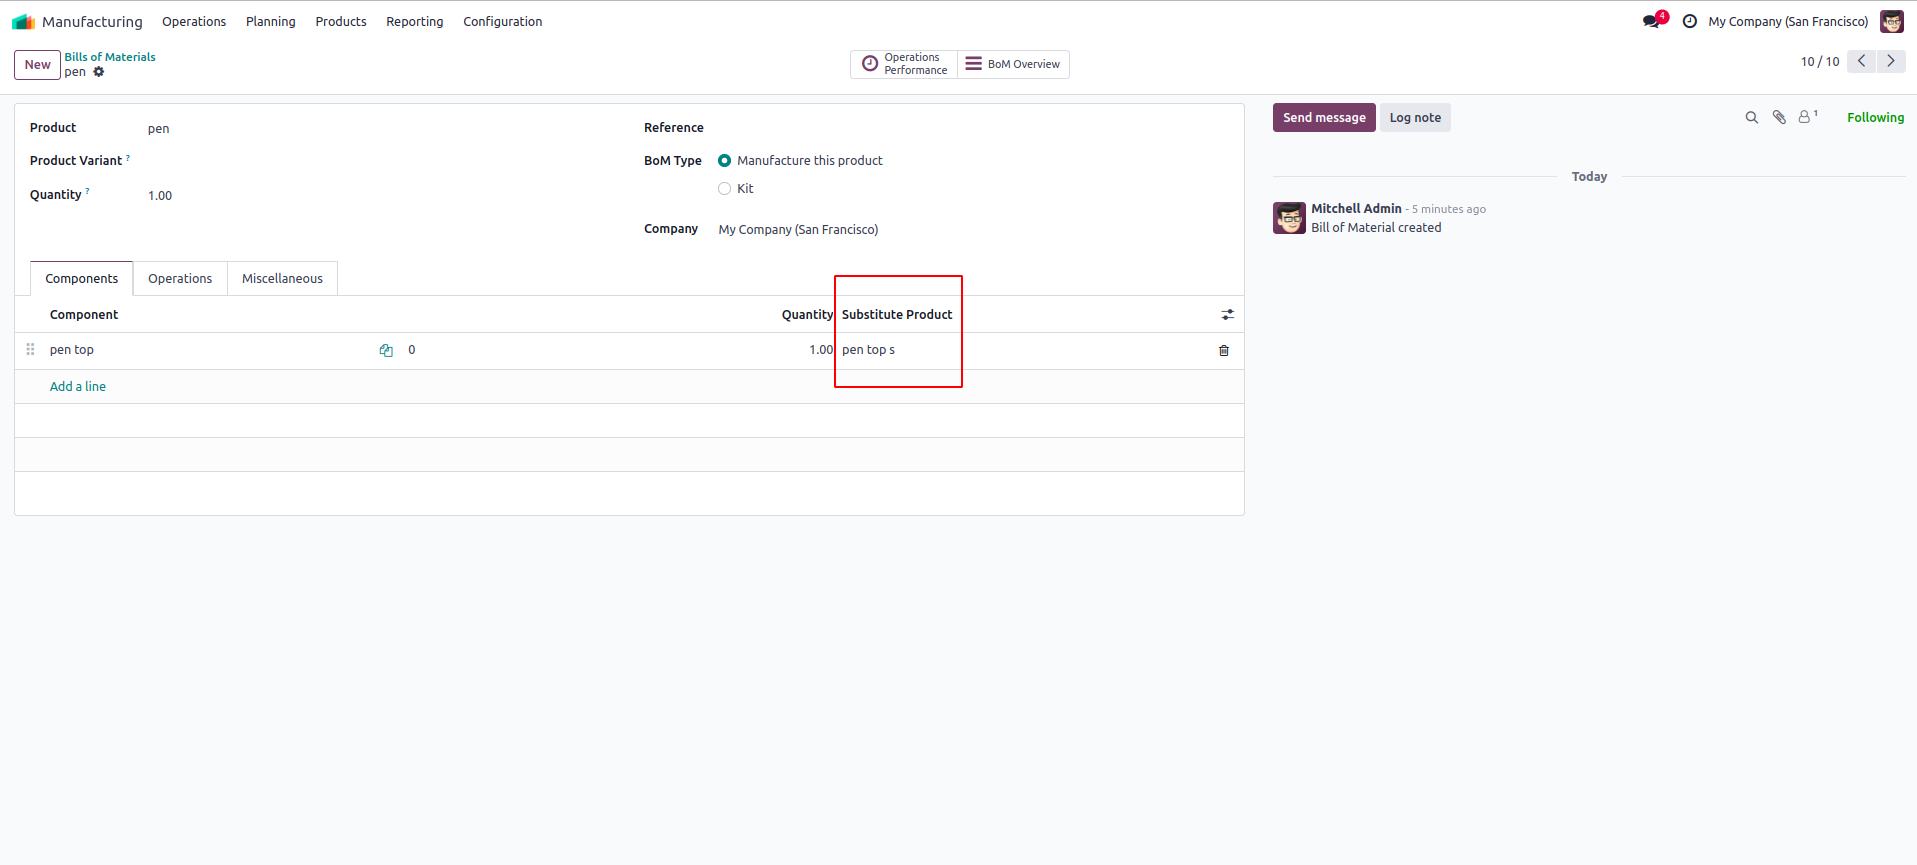 Manufacturing Operations Planning Products Reporting Configuration 4 My Company (San Francisco)
New Bills of Materials
pen
Operations Performance
BoM Overview
10 / 10
Product pen
Product Variant ?
Quantity ? 1.00
Reference
BoM Type Manufacture this product
Kit
Company My Company (San Francisco)
Components Operations Miscellaneous
Component Quantity Substitute Product
pen top 0 1.00 pen top s
Add a line
Send message Log note 1 Following
Today
Mitchell Admin - 5 minutes ago
Bill of Material created